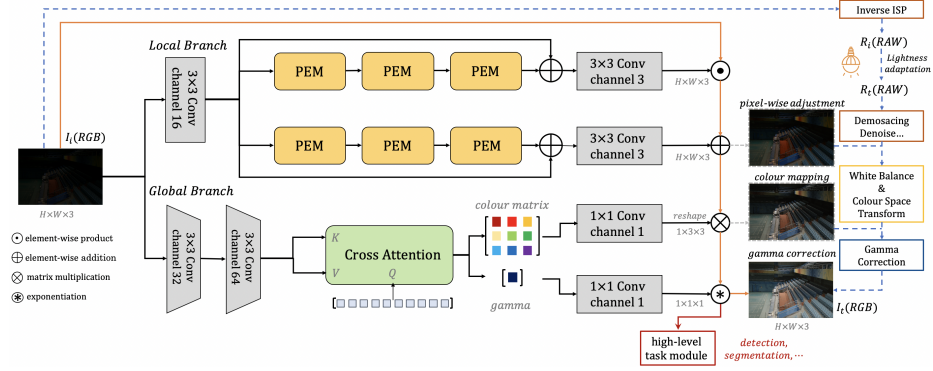 Inverse ISP
R_i(RAW)
Lightness
adaptation
R_t(RAW)
Demosacing
Denoise...
White Balance
&
Colour Space
Transform
Gamma
Correction
I_t(RGB)
Local Branch
3×3 Conv
channel 16
PEM
PEM
PEM
3×3 Conv
channel 3
H×W×3
PEM
PEM
PEM
3×3 Conv
channel 3
H×W×3
pixel-wise adjustment
colour mapping
gamma correction
H×W×3
I_i(RGB)
H×W×3
Global Branch
3×3 Conv
channel 32
3×3 Conv
channel 64
K
V
Q
Cross Attention
colour matrix
gamma
1×1 Conv
channel 1
reshape
1×3×3
1×1 Conv
channel 1
1×1×1
high-level
task module
detection,
segmentation, ⋯
element-wise product
element-wise addition
matrix multiplication
exponentiation